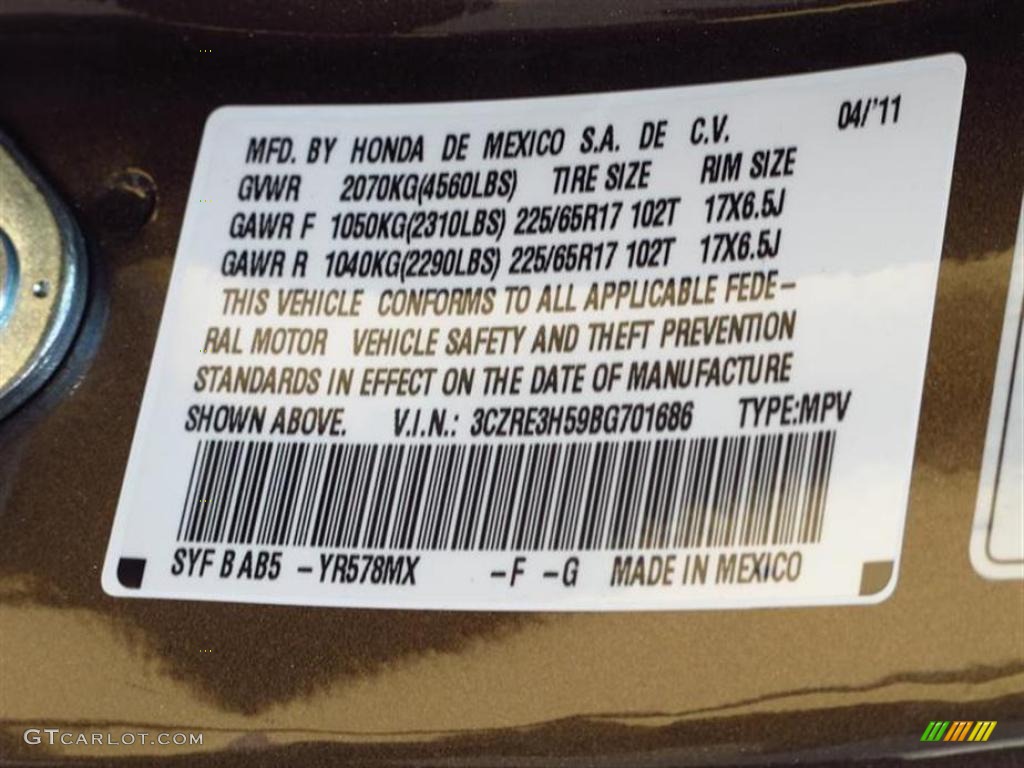 04/'11
MFD. BY HONDA DE MEXICO S.A. DE C.V.
GVWR 2070KG(4560LBS) TIRE SIZE RIM SIZE
GAWR F 1050KG(2310LBS) 225/65R17 102T 17X6.5J
GAWR R 1040KG(2290LBS) 225/65R17 102T 17X6.5J
THIS VEHICLE CONFORMS TO ALL APPLICABLE FEDE-
RAL MOTOR VEHICLE SAFETY AND THEFT PREVENTION
STANDARDS IN EFFECT ON THE DATE OF MANUFACTURE
SHOWN ABOVE. V.I.N.: 3CZRE3H59BG701686 TYPE:MPV
SYF B AB5 -YR578MX -F -G MADE IN MEXICO
GTCARLOT.COM